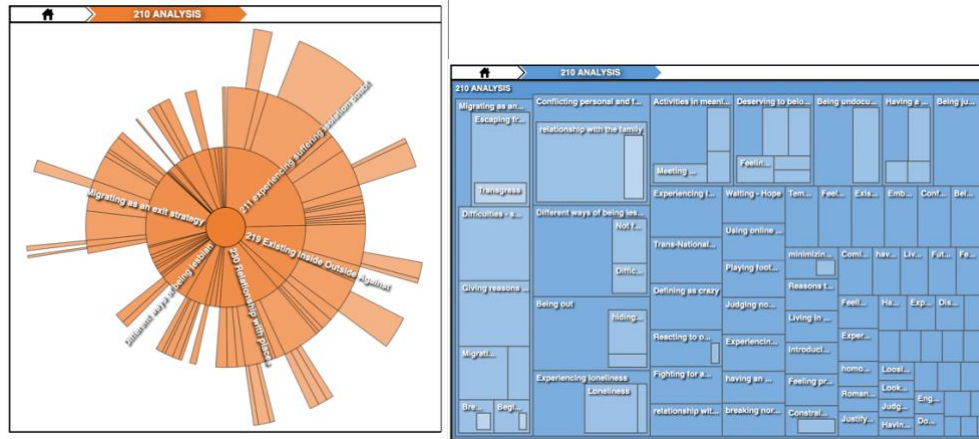 210 ANALYSIS
211 experiencing suffering isolations
219 Existing Inside Outside Against
230 Relationship with places
Different ways of being lesbian
Migrating as an exit strategy
210 ANALYSIS
210 ANALYSIS
Migrating as an...
Escaping fr...
Transgress
Difficulties - s...
Giving reasons ...
Migrati...
Bre...
Begi...
Conflicting personal and f...
relationship with the family
Different ways of being les...
Not f...
Diffic...
Being out
hiding...
Experiencing loneliness
Loneliness
Activities in meani...
Meeting ...
Deserving to belo...
Feelin...
Being undocu...
Having a ...
Being ju...
Experiencing l...
Trans-National...
Defining as crazy
Reacting to o...
Fighting for a...
relationship wit...
Waiting - Hope
Using online ...
Playing foot...
Judging no...
Experiencin...
having an ...
breaking nor...
Tem...
Feel...
Exis...
Emb...
Conf...
Bel...
minimizin...
Reasons t...
Living in ...
Introduci...
Feeling pr...
Constrai...
Comi...
hav...
Liv...
Fut...
Fe...
Feeli...
Ha...
Exp...
Dis...
Exper...
homo...
Roman...
Justify...
Loosi...
Look...
Judg...
Havin...
Eng...
Do...